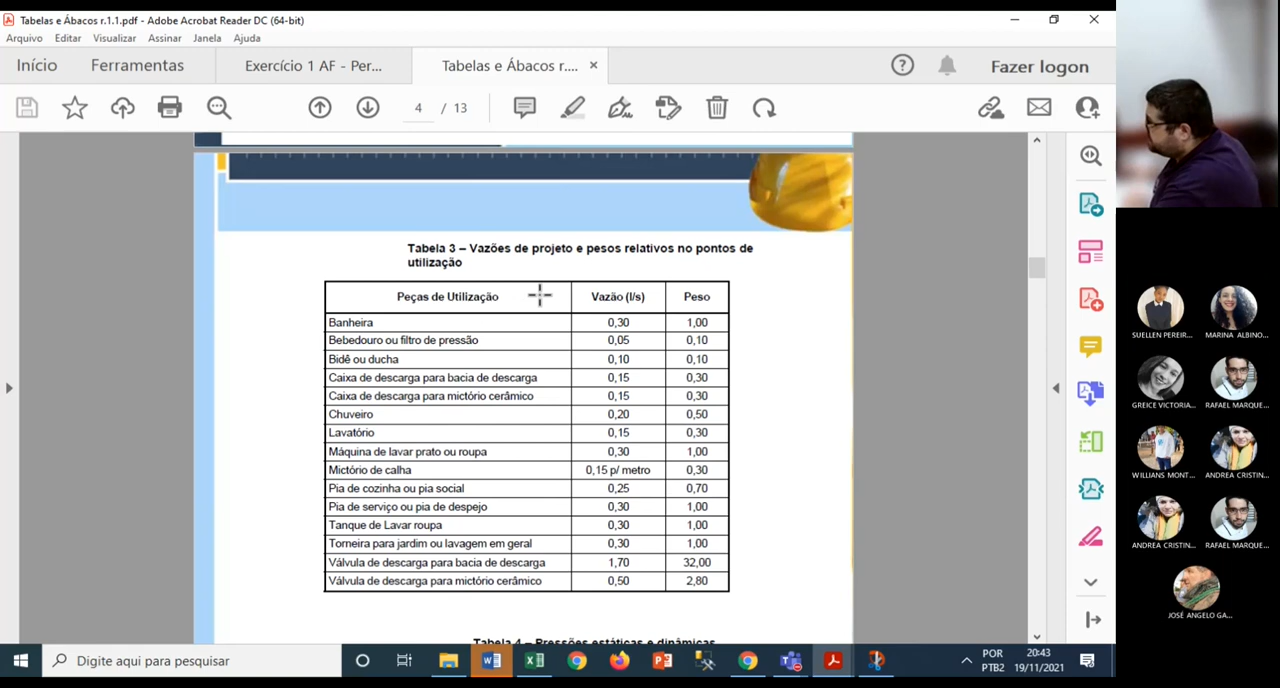 Tabelas e Ábacos r.1.1.pdf - Adobe Acrobat Reader DC (64-bit)
Arquivo Editar Visualizar Assinar Janela Ajuda
Início Ferramentas Exercício 1 AF - Per... Tabelas e Ábacos r.... Fazer logon
4 / 13
Tabela 3 – Vazões de projeto e pesos relativos no pontos de
utilização
Peças de Utilização Vazão (l/s) Peso
Banheira 0,30 1,00
Bebedouro ou filtro de pressão 0,05 0,10
Bidê ou ducha 0,10 0,10
Caixa de descarga para bacia de descarga 0,15 0,30
Caixa de descarga para mictório cerâmico 0,15 0,30
Chuveiro 0,20 0,50
Lavatório 0,15 0,30
Máquina de lavar prato ou roupa 0,30 1,00
Mictório de calha 0,15 p/ metro 0,30
Pia de cozinha ou pia social 0,25 0,70
Pia de serviço ou pia de despejo 0,30 1,00
Tanque de Lavar roupa 0,30 1,00
Torneira para jardim ou lavagem em geral 0,30 1,00
Válvula de descarga para bacia de descarga 1,70 32,00
Válvula de descarga para mictório cerâmico 0,50 2,80
Tabela 4 – Pressões estáticas e dinâmicas
SUELLEN PEREIR... MARINA ALBINO...
GREICE VICTORIA... RAFAEL MARQUE...
WILLIANS MONT... ANDREA CRISTIN...
ANDREA CRISTIN... RAFAEL MARQUE...
JOSÉ ANGELO GA...
Digite aqui para pesquisar
POR
PTB2
20:43
19/11/2021